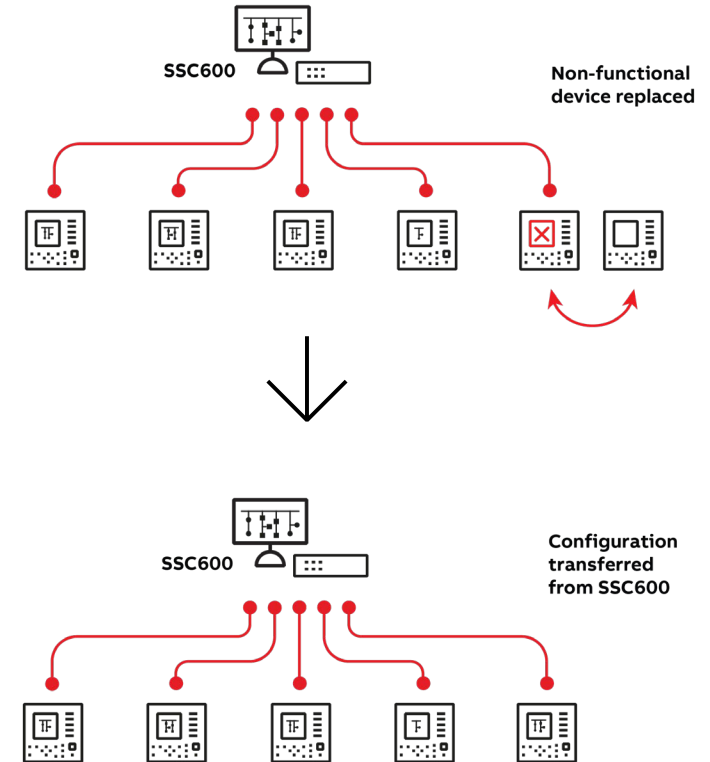 SSC600
Non-functional
device replaced
SSC600
Configuration
transferred
from SSC600